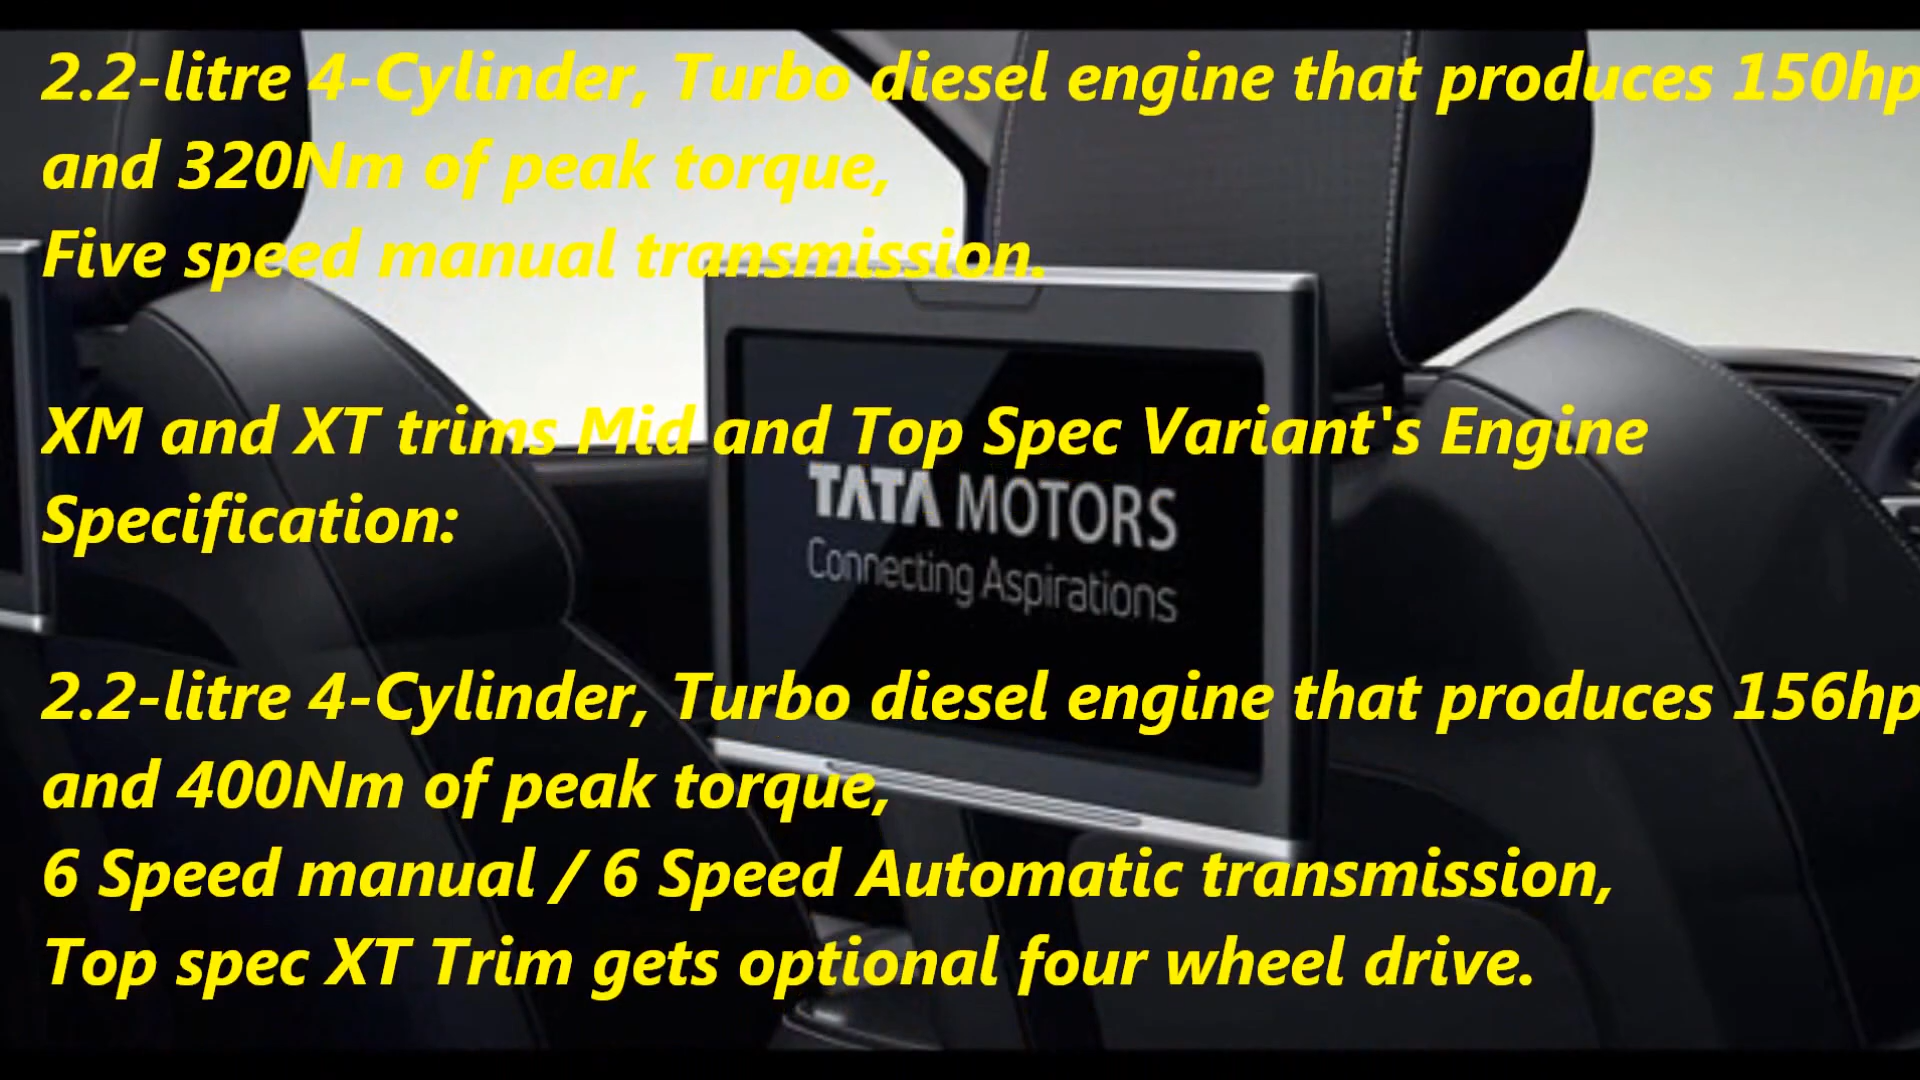 2.2-litre 4-Cylinder, Turbo diesel engine that produces 150hp
and 320Nm of peak torque,
Five speed manual transmission.
XM and XT trims Mid and Top Spec Variant's Engine
Specification:
TATA MOTORS
Connecting Aspirations
2.2-litre 4-Cylinder, Turbo diesel engine that produces 156hp
and 400Nm of peak torque,
6 Speed manual / 6 Speed Automatic transmission,
Top spec XT Trim gets optional four wheel drive.